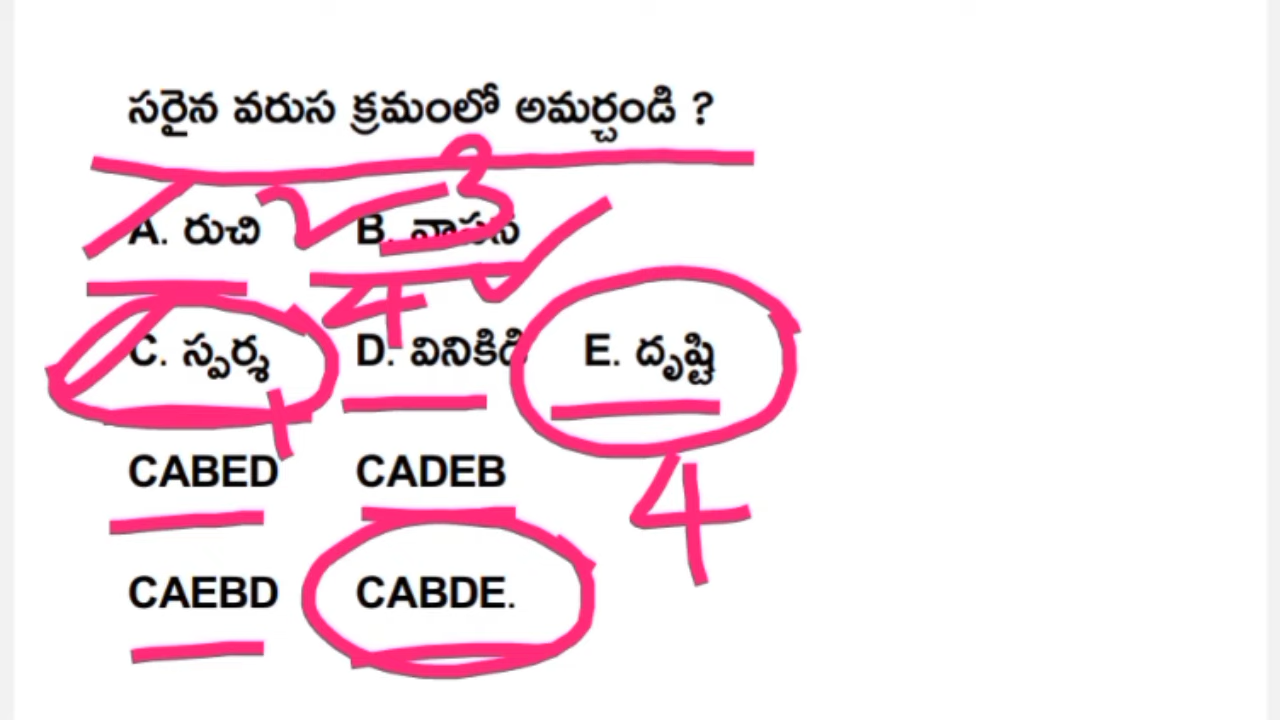 సరైన వరుస క్రమంలో అమర్చండి ?
3
A. రుచి 2 B. వాసన
4
C. స్పర్శ D. వినికిడి E. దృష్టి
1
CABED CADEB 4
CAEBD CABDE.